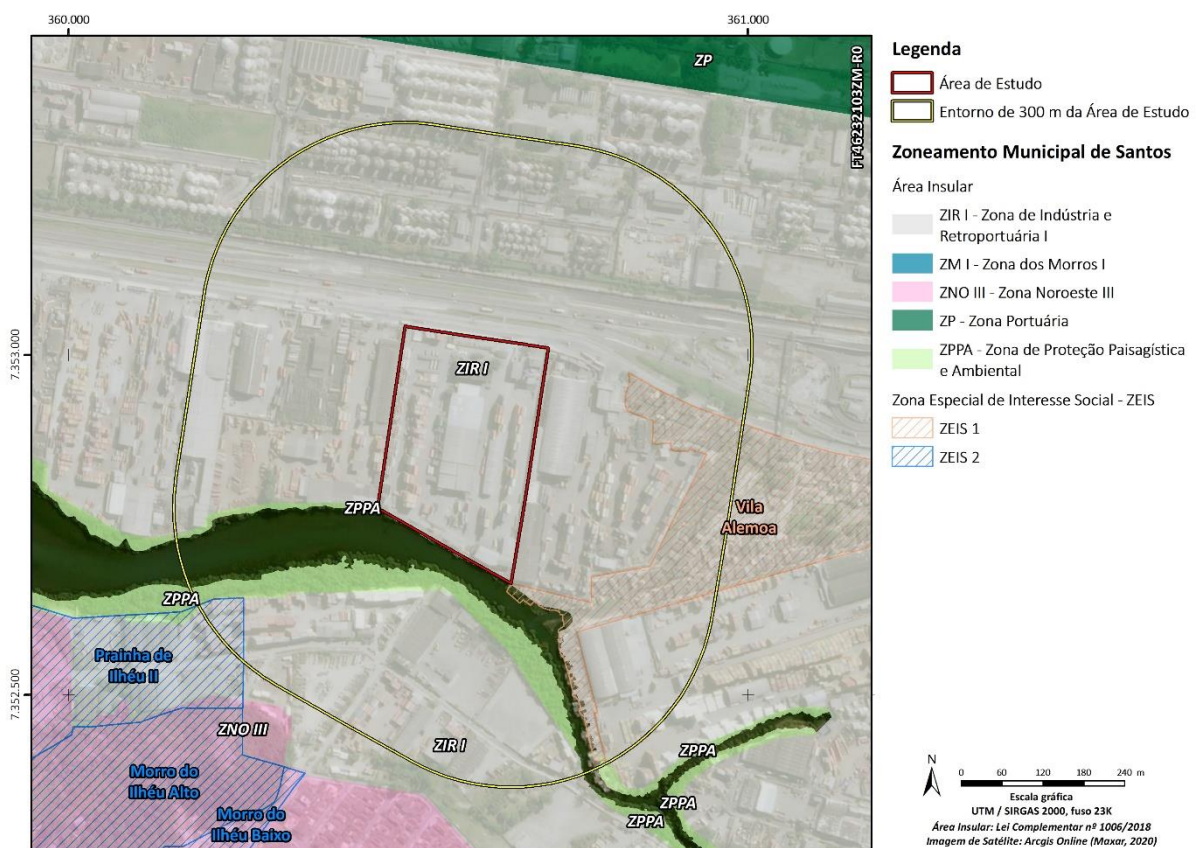 360.000
361.000
7.353.000
7.352.500
ZP
FT46232103ZM-R0
ZIR I
ZPPA
Vila
Alemoa
ZPPA
Prainha de
Ilhéu II
ZNO III
ZIR I
Morro do
Ilhéu Alto
Morro do
Ilhéu Baixo
ZPPA
ZPPA
ZPPA
Legenda
Área de Estudo
Entorno de 300 m da Área de Estudo
Zoneamento Municipal de Santos
Área Insular
ZIR I - Zona de Indústria e
Retroportuária I
ZM I - Zona dos Morros I
ZNO III - Zona Noroeste III
ZP - Zona Portuária
ZPPA - Zona de Proteção Paisagística
e Ambiental
Zona Especial de Interesse Social - ZEIS
ZEIS 1
ZEIS 2
N
0 60 120 180 240 m
Escala gráfica
UTM / SIRGAS 2000, fuso 23K
Área Insular: Lei Complementar nº 1006/2018
Imagem de Satélite: Arcgis Online (Maxar, 2020)